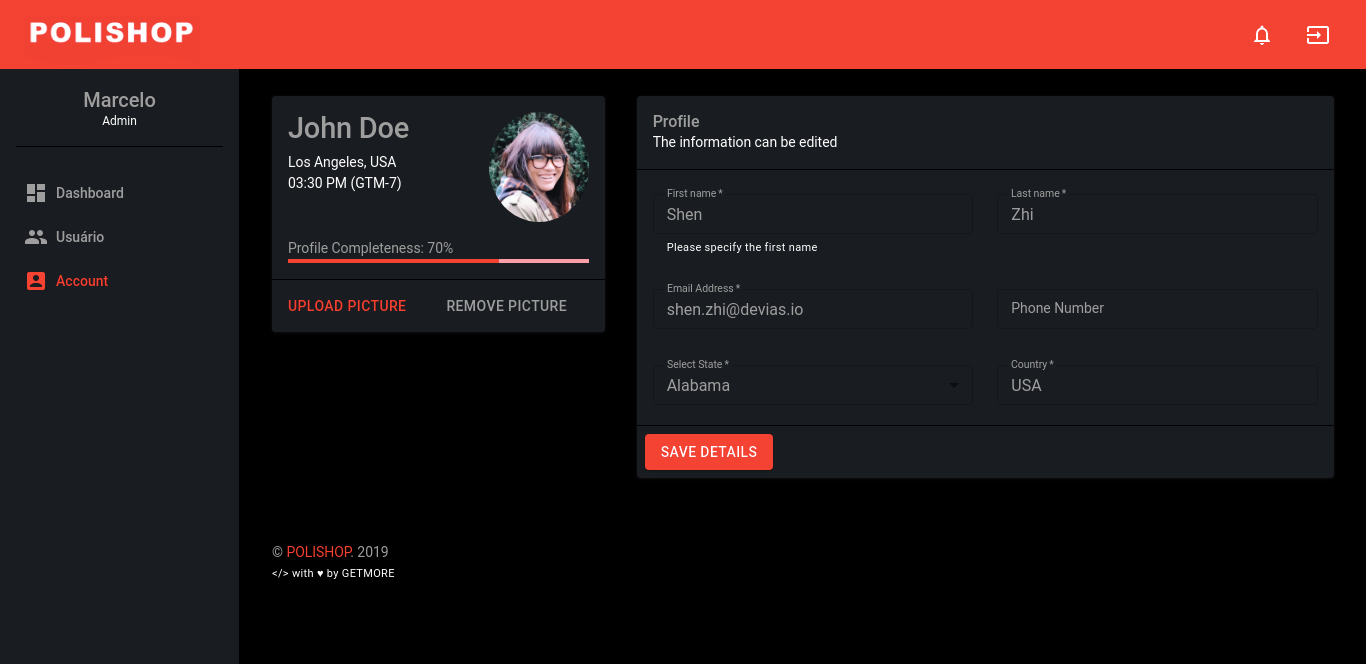 POLISHOP
Marcelo
Admin
Dashboard
Usuário
Account
John Doe
Los Angeles, USA
03:30 PM (GTM-7)
Profile Completeness: 70%
UPLOAD PICTURE REMOVE PICTURE
Profile
The information can be edited
First name * Last name *
Shen Zhi
Please specify the first name
Email Address *
shen.zhi@devias.io Phone Number
Select State * Country *
Alabama USA
SAVE DETAILS
© POLISHOP. 2019
</> with ♥ by GETMORE